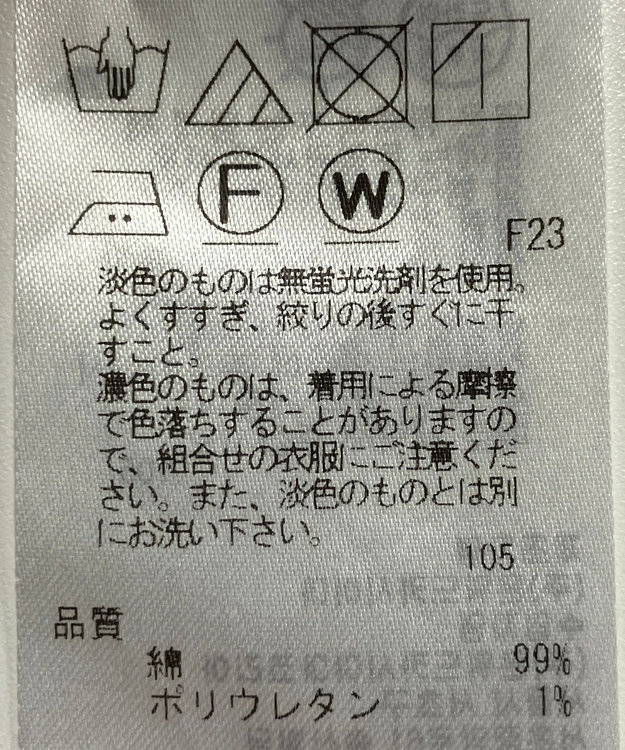 F
W
F23
淡色のものは無蛍光洗剤を使用。
よくすすぎ、絞りの後すぐに干
すこと。
濃色のものは、着用による摩擦
で色落ちすることがありますの
で、組合せの衣服にご注意くだ
さい。また、淡色のものとは別
にお洗い下さい。
105
品質
綿 99%
ポリウレタン 1%